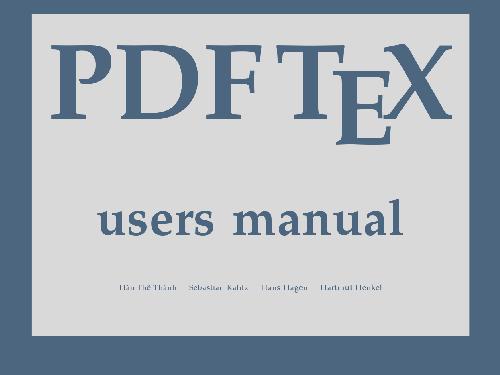 PDFTEX
users manual
Hàn Thế Thành Sebastian Rahtz Hans Hagen Hartmut Henkel